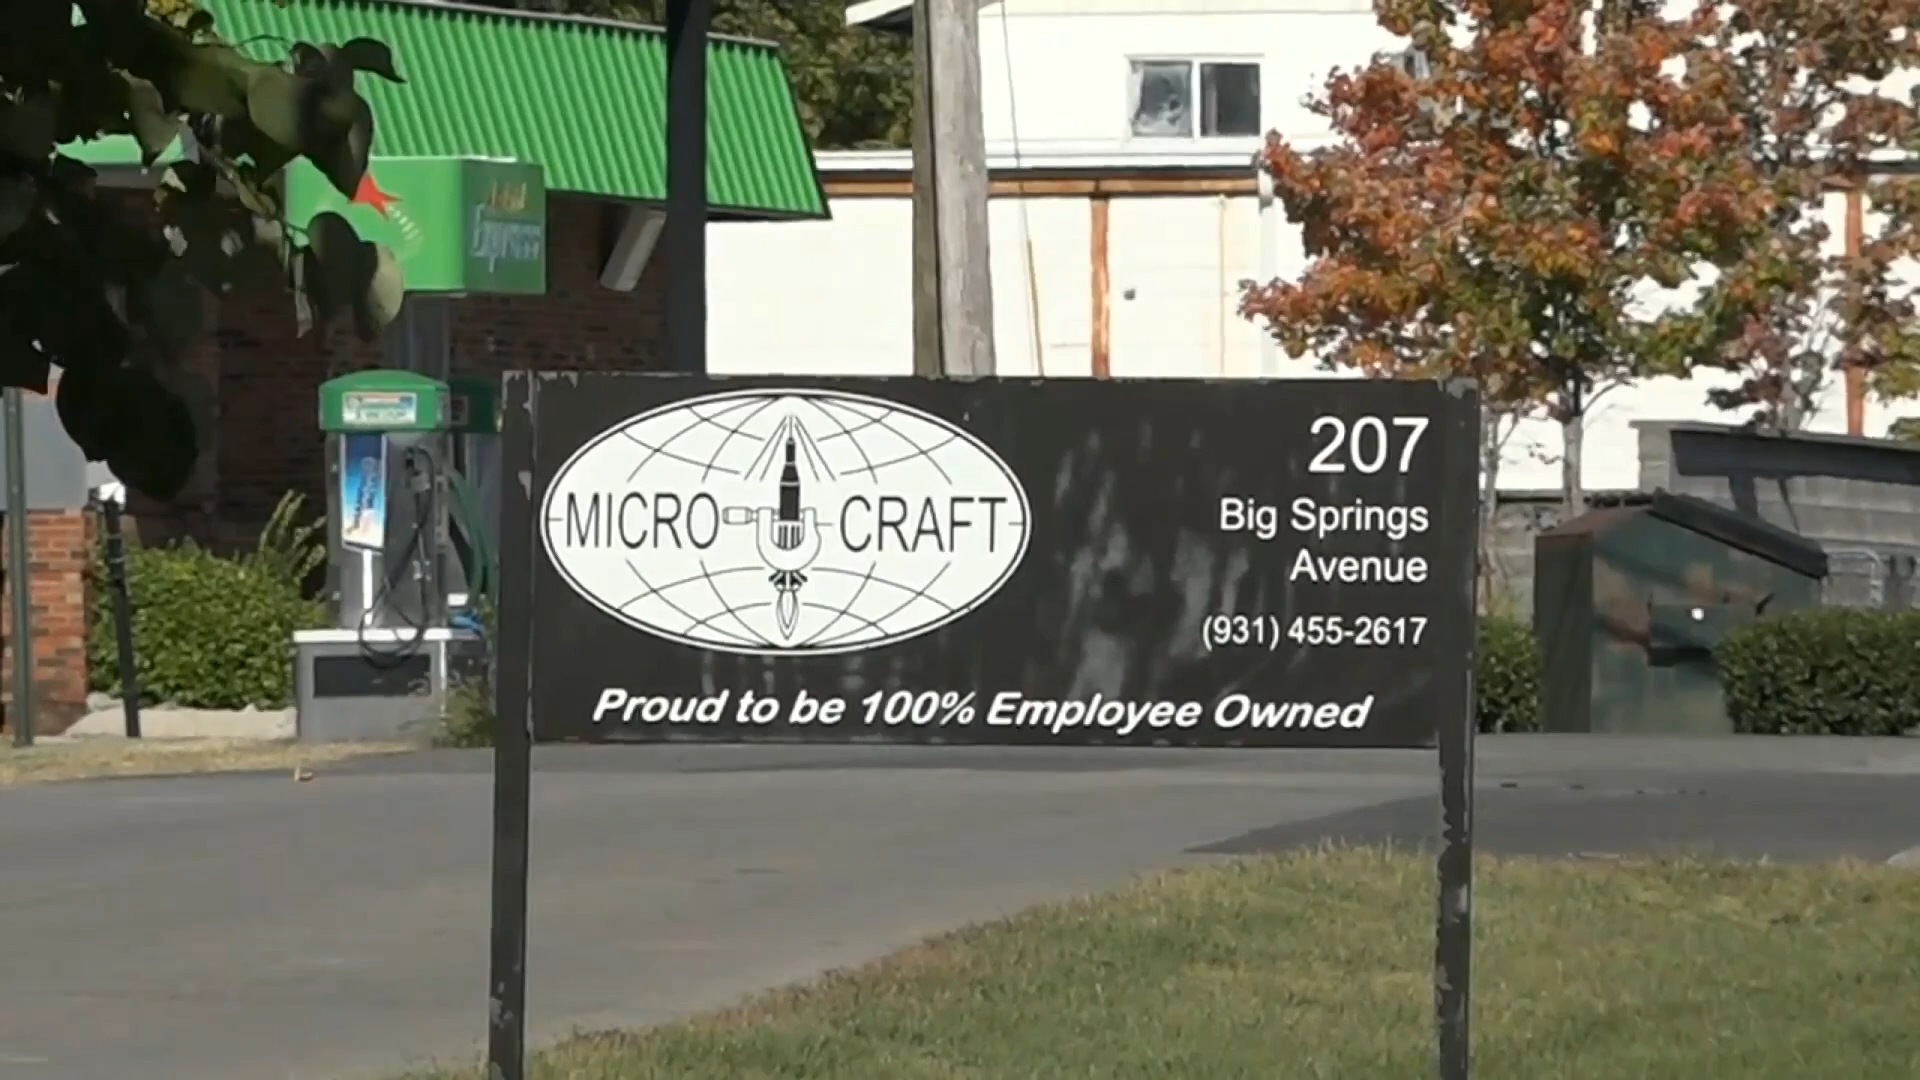 MICRO CRAFT
207
Big Springs
Avenue
(931) 455-2617
Proud to be 100% Employee Owned